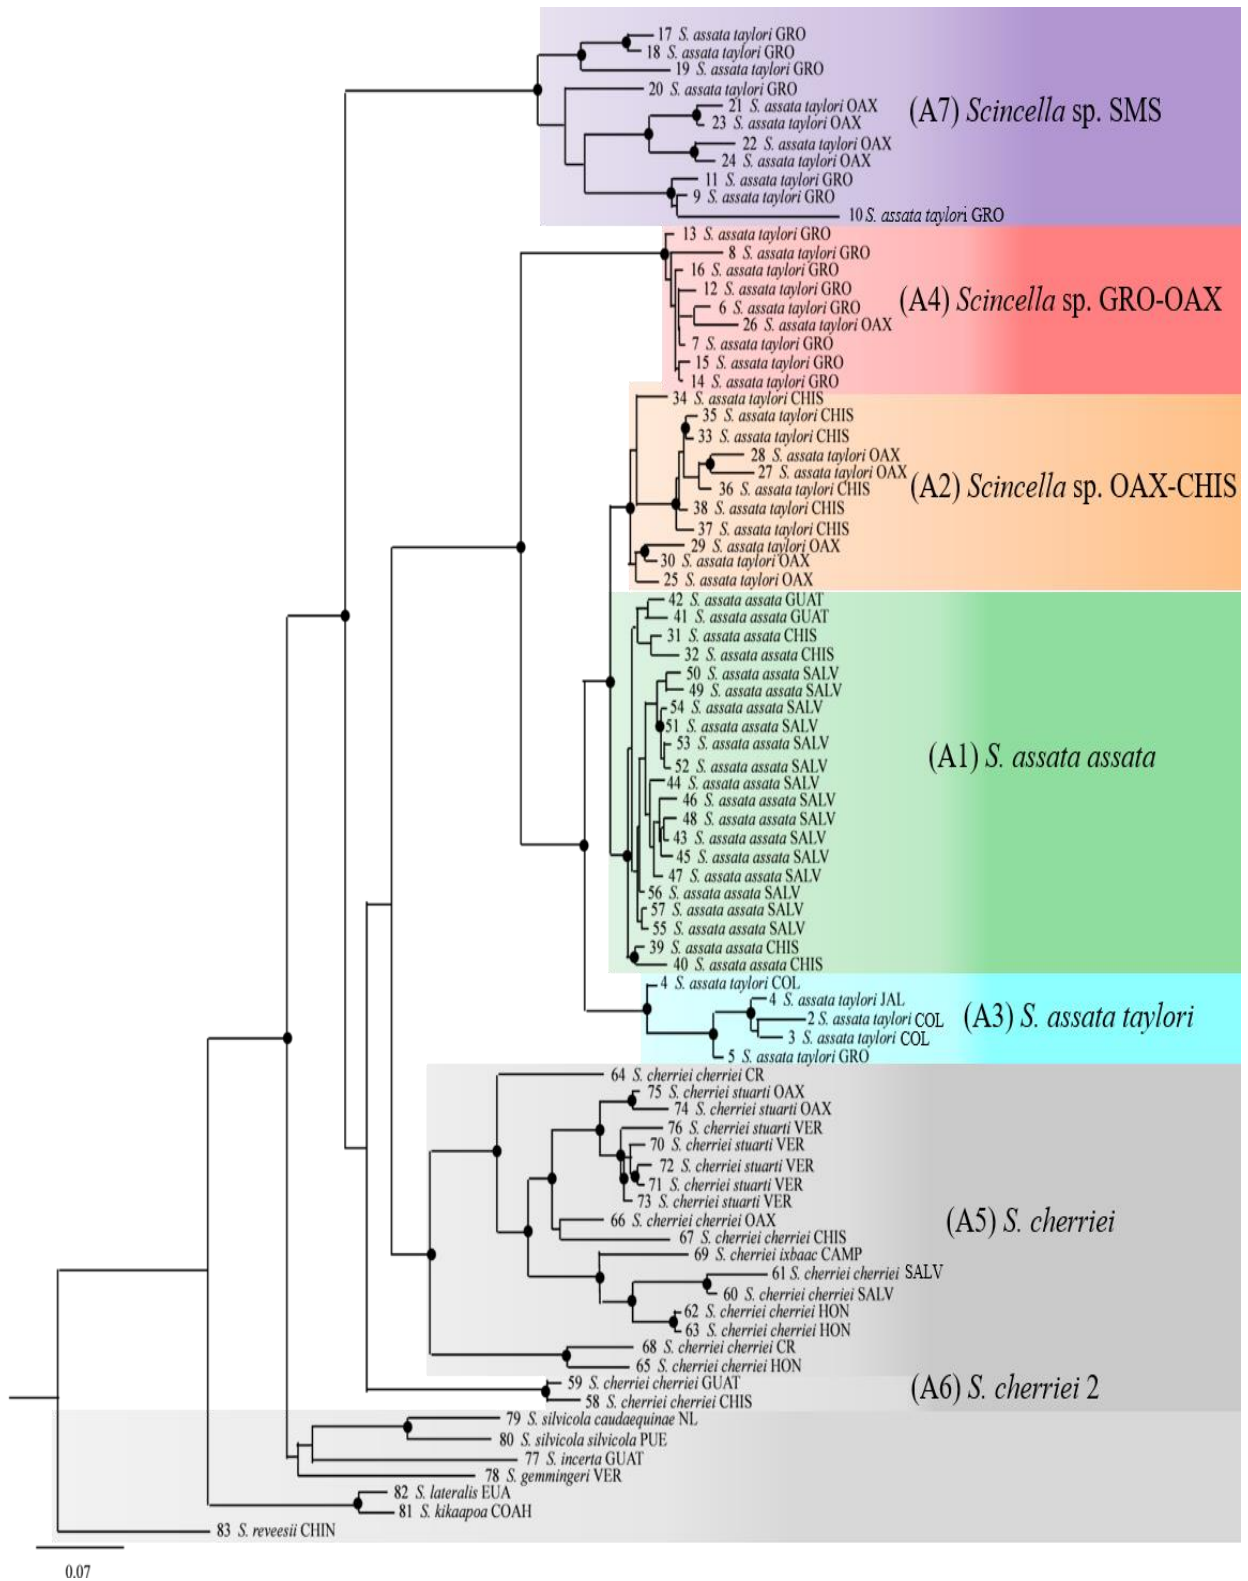 17 S. assata taylori GRO
18 S. assata taylori GRO
19 S. assata taylori GRO
20 S. assata taylori GRO
21 S. assata taylori OAX
23 S. assata taylori OAX
22 S. assata taylori OAX
24 S. assata taylori OAX
11 S. assata taylori GRO
9 S. assata taylori GRO
10 S. assata taylori GRO
(A7) Scincella sp. SMS
13 S. assata taylori GRO
8 S. assata taylori GRO
16 S. assata taylori GRO
12 S. assata taylori GRO
6 S. assata taylori GRO
26 S. assata taylori OAX
7 S. assata taylori GRO
15 S. assata taylori GRO
14 S. assata taylori GRO
(A4) Scincella sp. GRO-OAX
34 S. assata taylori CHIS
35 S. assata taylori CHIS
33 S. assata taylori CHIS
28 S. assata taylori OAX
27 S. assata taylori OAX
36 S. assata taylori CHIS
38 S. assata taylori CHIS
37 S. assata taylori CHIS
29 S. assata taylori OAX
30 S. assata taylori OAX
25 S. assata taylori OAX
(A2) Scincella sp. OAX-CHIS
42 S. assata assata GUAT
41 S. assata assata GUAT
31 S. assata assata CHIS
32 S. assata assata CHIS
50 S. assata assata SALV
49 S. assata assata SALV
54 S. assata assata SALV
51 S. assata assata SALV
53 S. assata assata SALV
52 S. assata assata SALV
44 S. assata assata SALV
46 S. assata assata SALV
48 S. assata assata SALV
43 S. assata assata SALV
45 S. assata assata SALV
47 S. assata assata SALV
56 S. assata assata SALV
57 S. assata assata SALV
55 S. assata assata SALV
39 S. assata assata CHIS
40 S. assata assata CHIS
(A1) S. assata assata
4 S. assata taylori COL
4 S. assata taylori JAL
2 S. assata taylori COL
3 S. assata taylori COL
5 S. assata taylori GRO
(A3) S. assata taylori
64 S. cherriei cherriei CR
75 S. cherriei stuarti OAX
74 S. cherriei stuarti OAX
76 S. cherriei stuarti VER
70 S. cherriei stuarti VER
72 S. cherriei stuarti VER
71 S. cherriei stuarti VER
73 S. cherriei stuarti VER
66 S. cherriei cherriei OAX
67 S. cherriei cherriei CHIS
69 S. cherriei ixbaac CAMP
61 S. cherriei cherriei SALV
60 S. cherriei cherriei SALV
62 S. cherriei cherriei HON
63 S. cherriei cherriei HON
68 S. cherriei cherriei CR
65 S. cherriei cherriei HON
(A5) S. cherriei
59 S. cherriei cherriei GUAT
58 S. cherriei cherriei CHIS
(A6) S. cherriei 2
79 S. silvicola caudaequinae NL
80 S. silvicola silvicola PUE
77 S. incerta GUAT
78 S. gemmingeri VER
82 S. lateralis EUA
81 S. kikaapoa COAH
83 S. reveesii CHIN
0.07